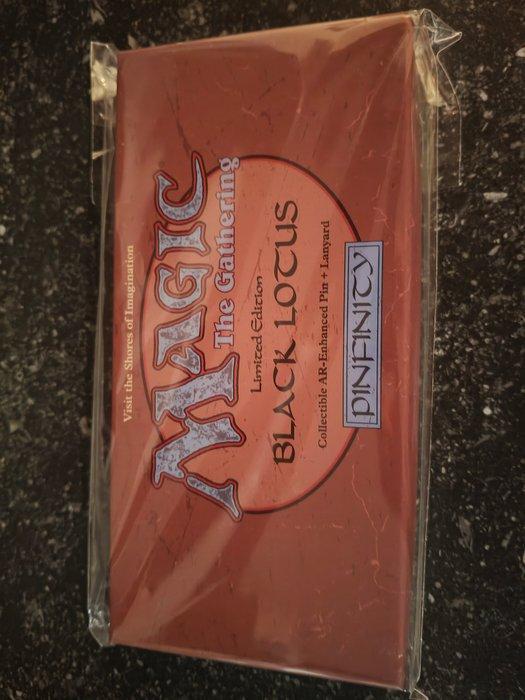 Visit the Shores of Imagination
MAGIC
The Gathering
Limited Edition
BLACK LOTUS
Collectible AR-Enhanced Pin + Lanyard
PINFINITY